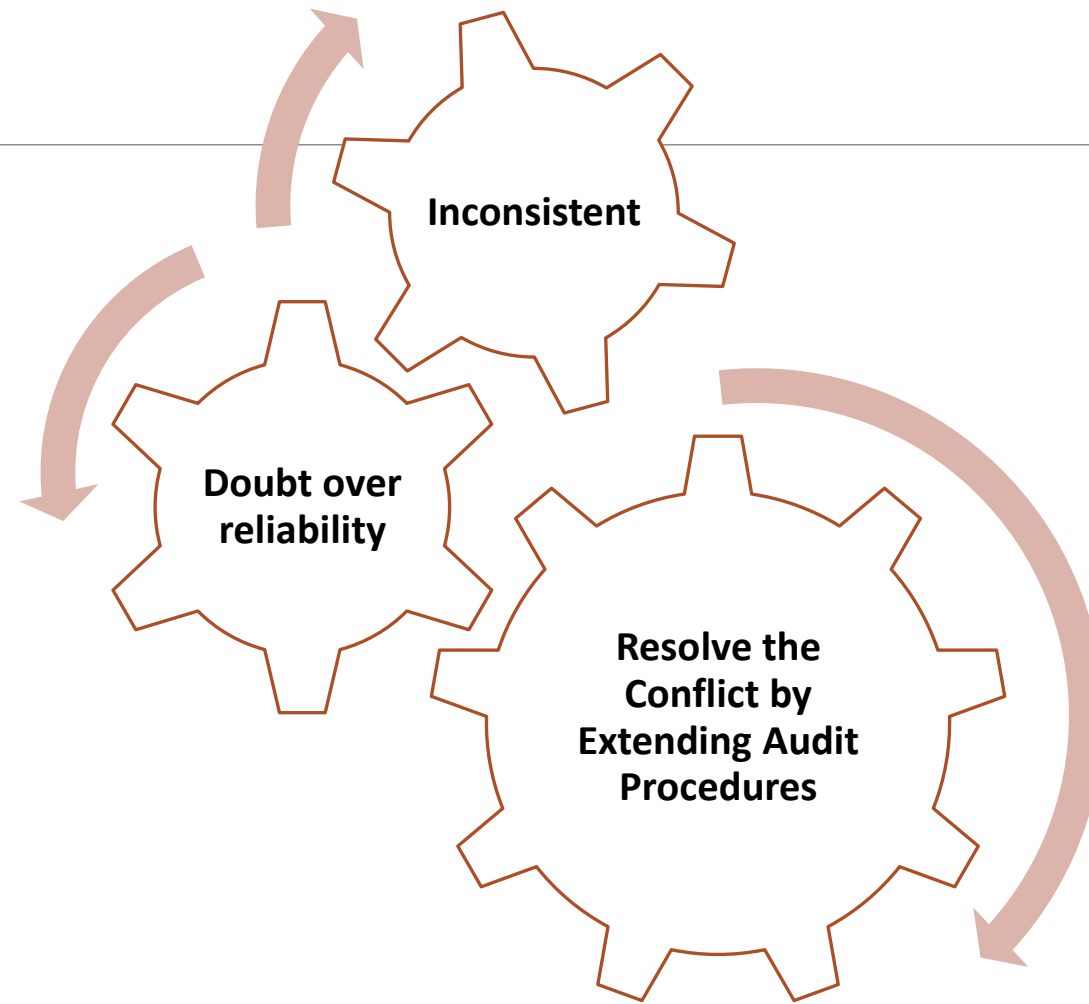 Inconsistent
Doubt over
reliability
Resolve the
Conflict by
Extending Audit
Procedures